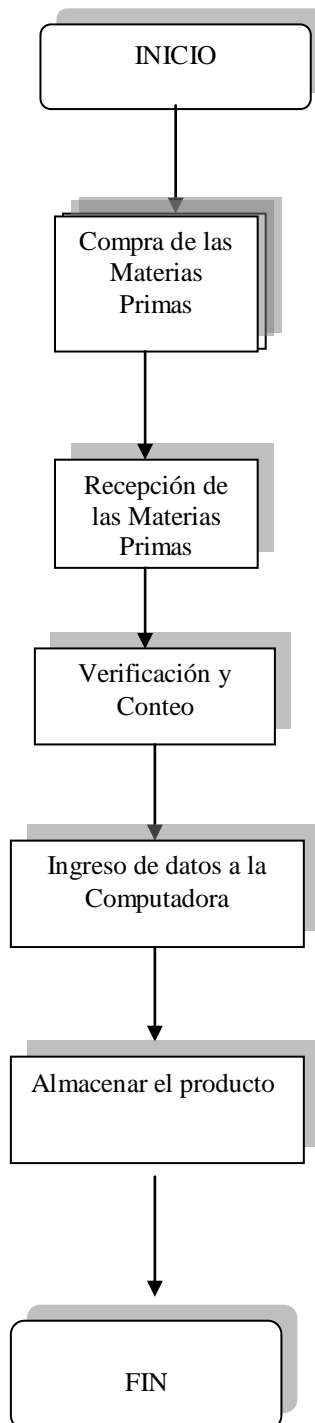 INICIO
Compra de las
Materias
Primas
Recepción de
las Materias
Primas
Verificación y
Conteo
Ingreso de datos a la
Computadora
Almacenar el producto
FIN